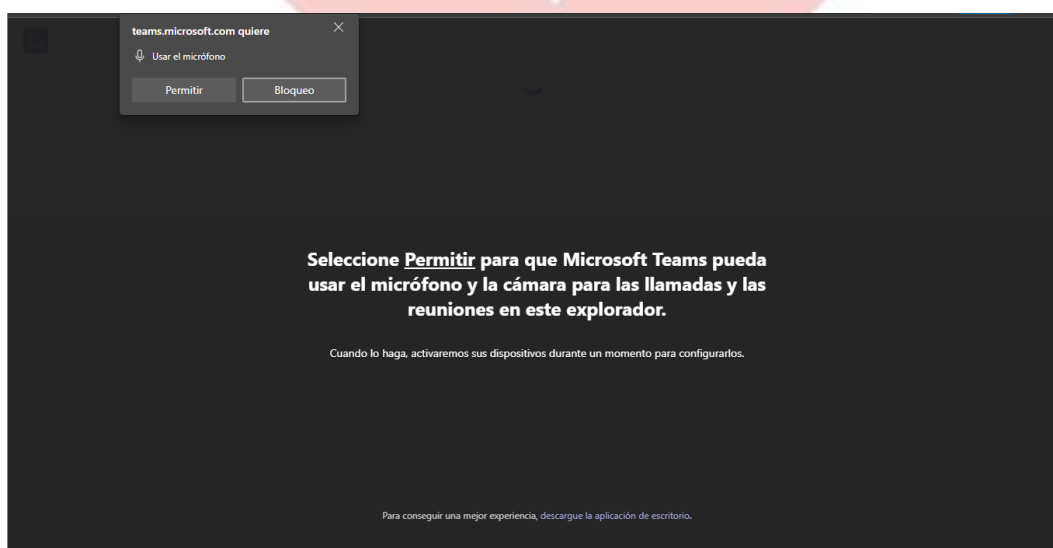 teams.microsoft.com quiere
Usar el micrófono
Permitir
Bloqueo
Seleccione Permitir para que Microsoft Teams pueda
usar el micrófono y la cámara para las llamadas y las
reuniones en este explorador.
Cuando lo haga, activaremos sus dispositivos durante un momento para configurarlos.
Para conseguir una mejor experiencia, descargue la aplicación de escritorio.